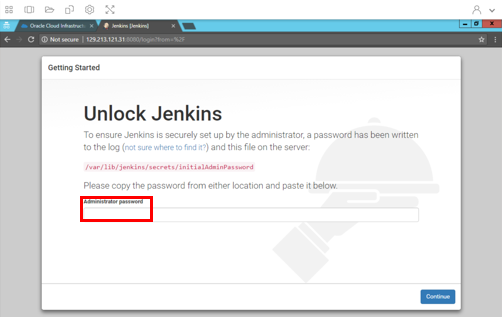 Oracle Cloud Infrastruct
Jenkins [Jenkins]
Not secure | 129.213.121.31:8080/login?from=%2F
Getting Started
Unlock Jenkins
To ensure Jenkins is securely set up by the administrator, a password has been written
to the log (not sure where to find it?) and this file on the server:
/var/lib/jenkins/secrets/initialAdminPassword
Please copy the password from either location and paste it below.
Administrator password
Continue